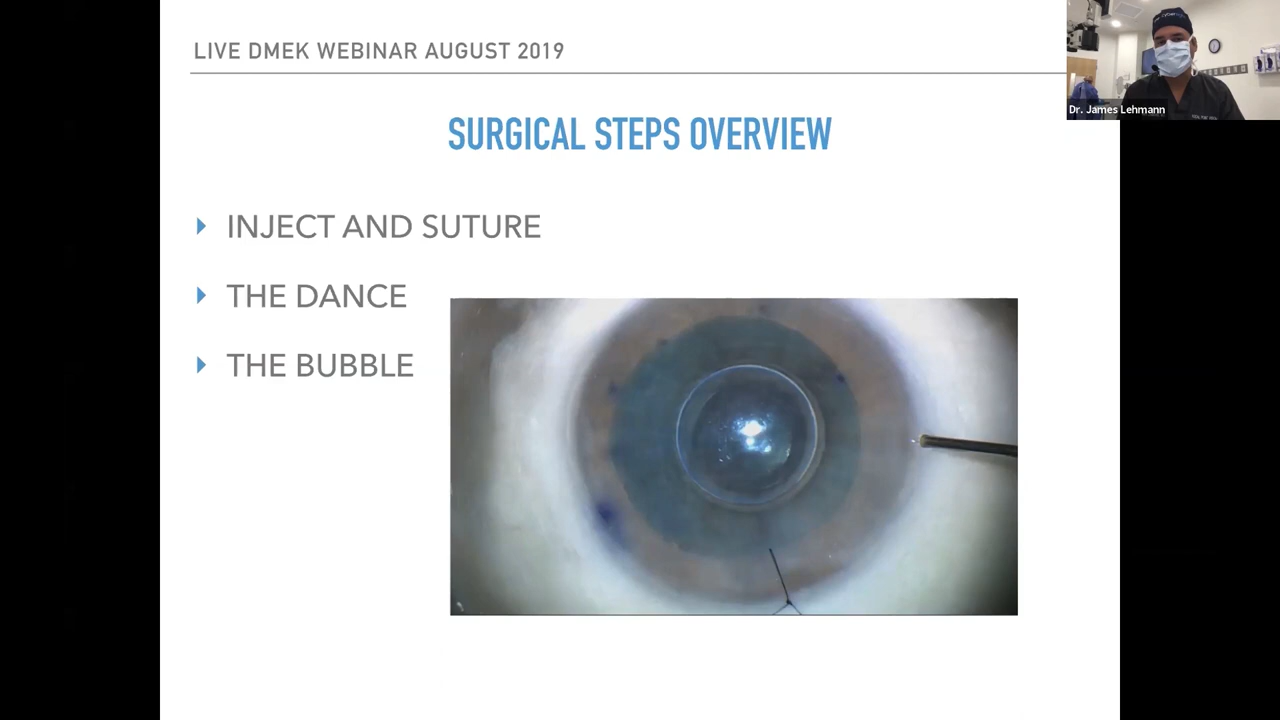 LIVE DMEK WEBINAR AUGUST 2019
Dr. James Lehmann
SURGICAL STEPS OVERVIEW
INJECT AND SUTURE
THE DANCE
THE BUBBLE